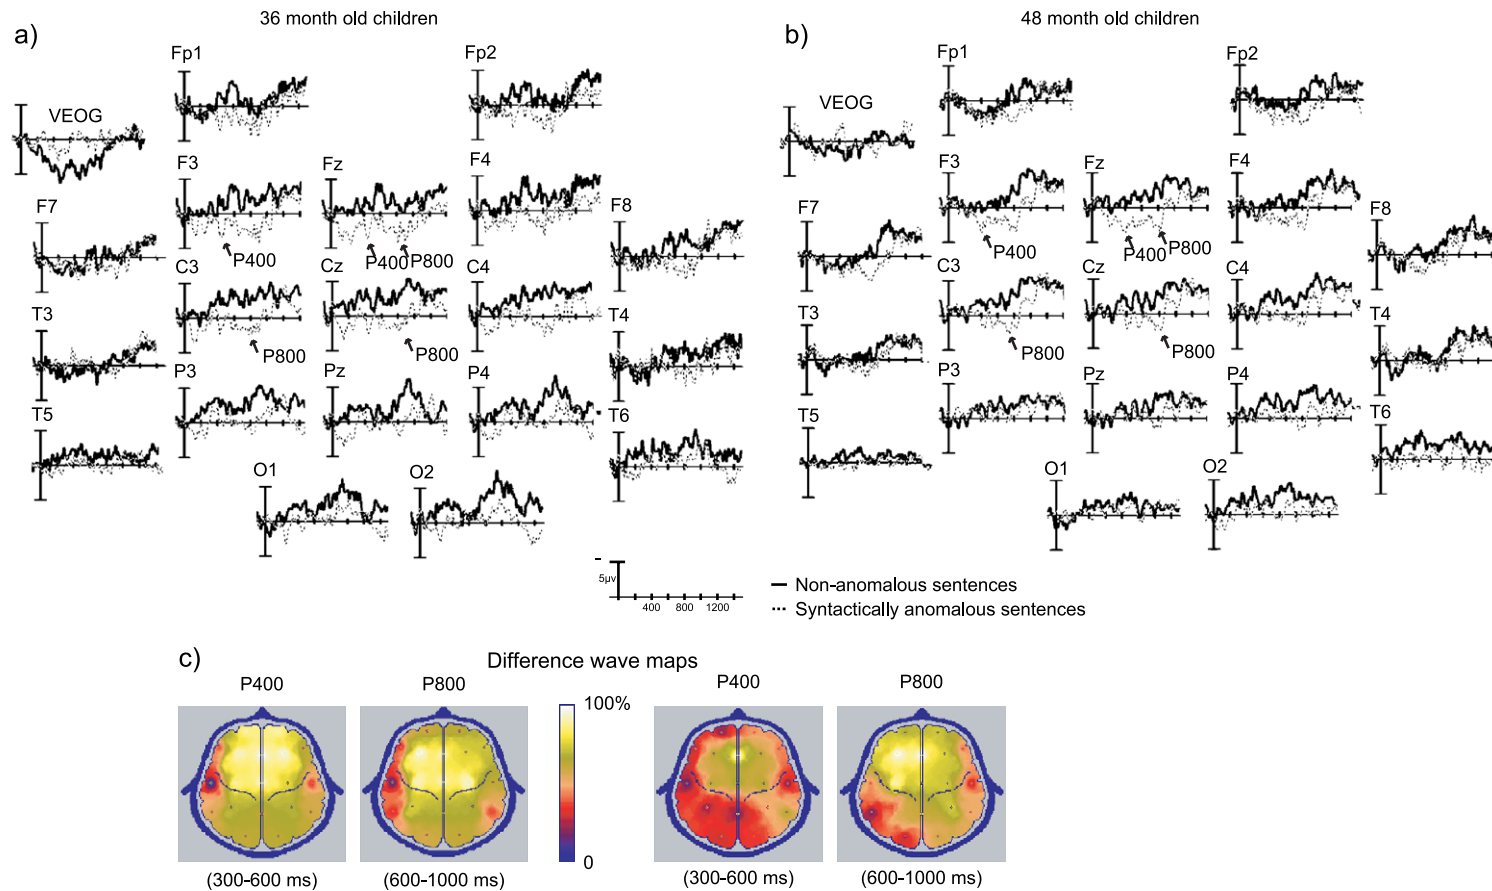 36 month old children
48 month old children
a)
b)
Fp1
Fp2
VEOG
F3
Fz
F4
F7
F8
P400
P400
P800
C3
Cz
C4
T3
T4
P800
P800
P3
Pz
P4
T5
T6
O1
O2
Fp1
Fp2
VEOG
F3
Fz
F4
F7
F8
P400
P400
P800
C3
Cz
C4
T3
T4
P800
P800
P3
Pz
P4
T5
T6
O1
O2
-
5µv
400 800 1200
Non-anomalous sentences
Syntactically anomalous sentences
c)
Difference wave maps
P400
P800
100%
0
P400
P800
(300-600 ms)
(600-1000 ms)
(300-600 ms)
(600-1000 ms)